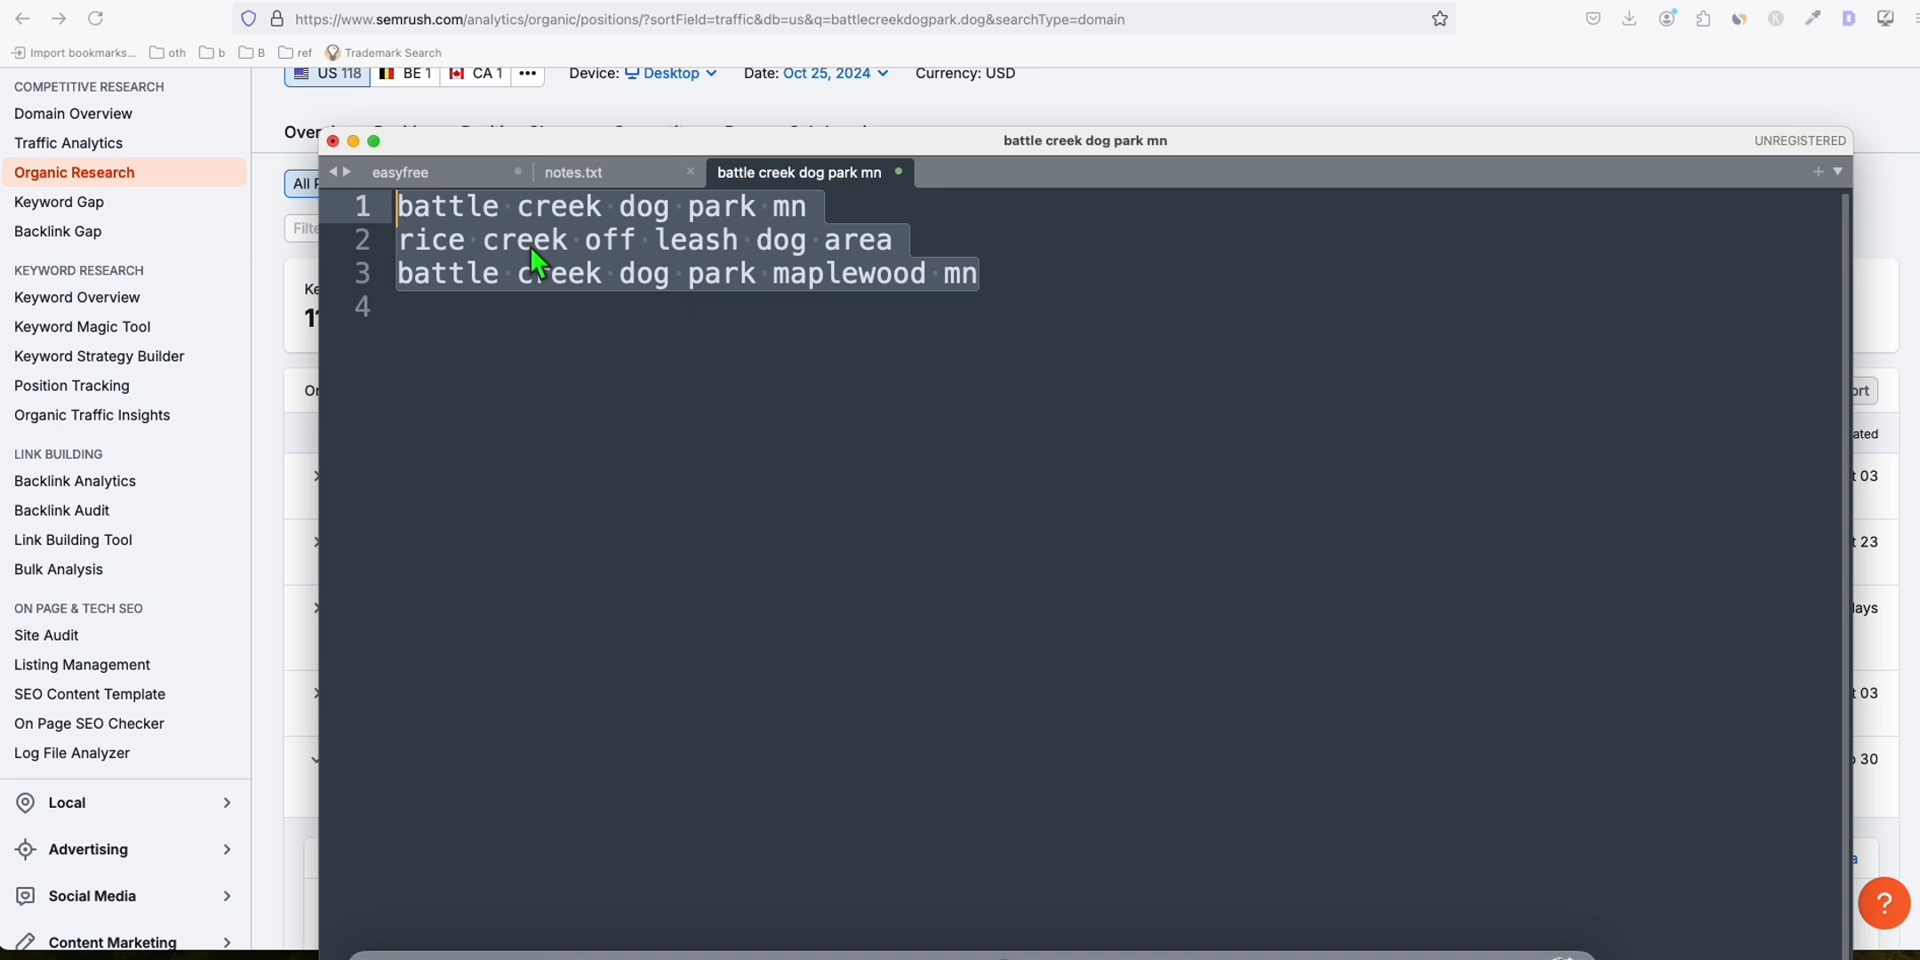 https://www.semrush.com/analytics/organic/positions/?sortField=traffic&db=us&q=battlecreekdogpark.dog&searchType=domain
Import bookmarks...
oth
b
B
ref
Trademark Search
COMPETITIVE RESEARCH
Domain Overview
Traffic Analytics
Organic Research
Keyword Gap
Backlink Gap
KEYWORD RESEARCH
Keyword Overview
Keyword Magic Tool
Keyword Strategy Builder
Position Tracking
Organic Traffic Insights
LINK BUILDING
Backlink Analytics
Backlink Audit
Link Building Tool
Bulk Analysis
ON PAGE & TECH SEO
Site Audit
Listing Management
SEO Content Template
On Page SEO Checker
Log File Analyzer
Local
Advertising
Social Media
Content Marketing
US 118
BE 1
CA 1
Device: Desktop
Date: Oct 25, 2024
Currency: USD
battle creek dog park mn
UNREGISTERED
easyfree
notes.txt
battle creek dog park mn
1 battle creek dog park mn
2 rice creek off leash dog area
3 battle creek dog park maplewood mn
4